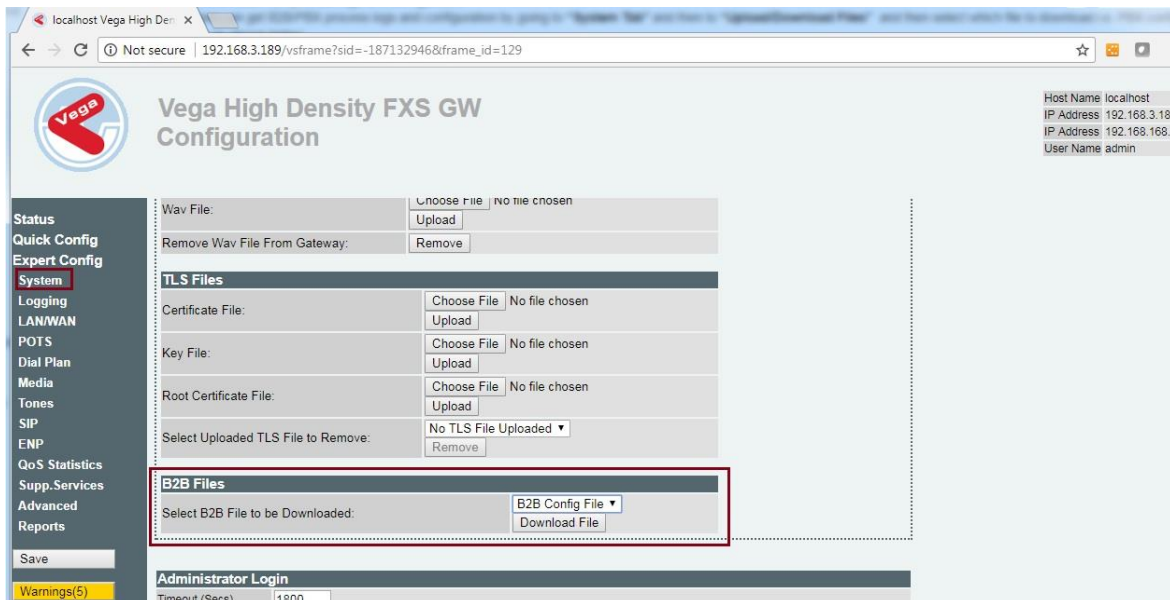 localhost Vega High Den
Not secure | 192.168.3.189/vsframe?sid=-187132946&frame_id=129
Vega
Vega High Density FXS GW
Configuration
Host Name localhost
IP Address 192.168.3.18
IP Address 192.168.168.
User Name admin
Status
Quick Config
Expert Config
System
Logging
LAN/WAN
POTS
Dial Plan
Media
Tones
SIP
ENP
QoS Statistics
Supp.Services
Advanced
Reports
Save
Warnings(5)
Wav File:
Choose File No file chosen
Upload
Remove Wav File From Gateway:
Remove
TLS Files
Certificate File:
Choose File No file chosen
Upload
Key File:
Choose File No file chosen
Upload
Root Certificate File:
Choose File No file chosen
Upload
Select Uploaded TLS File to Remove:
No TLS File Uploaded
Remove
B2B Files
Select B2B File to be Downloaded:
B2B Config File
Download File
Administrator Login
Timeout (Secs)
1800